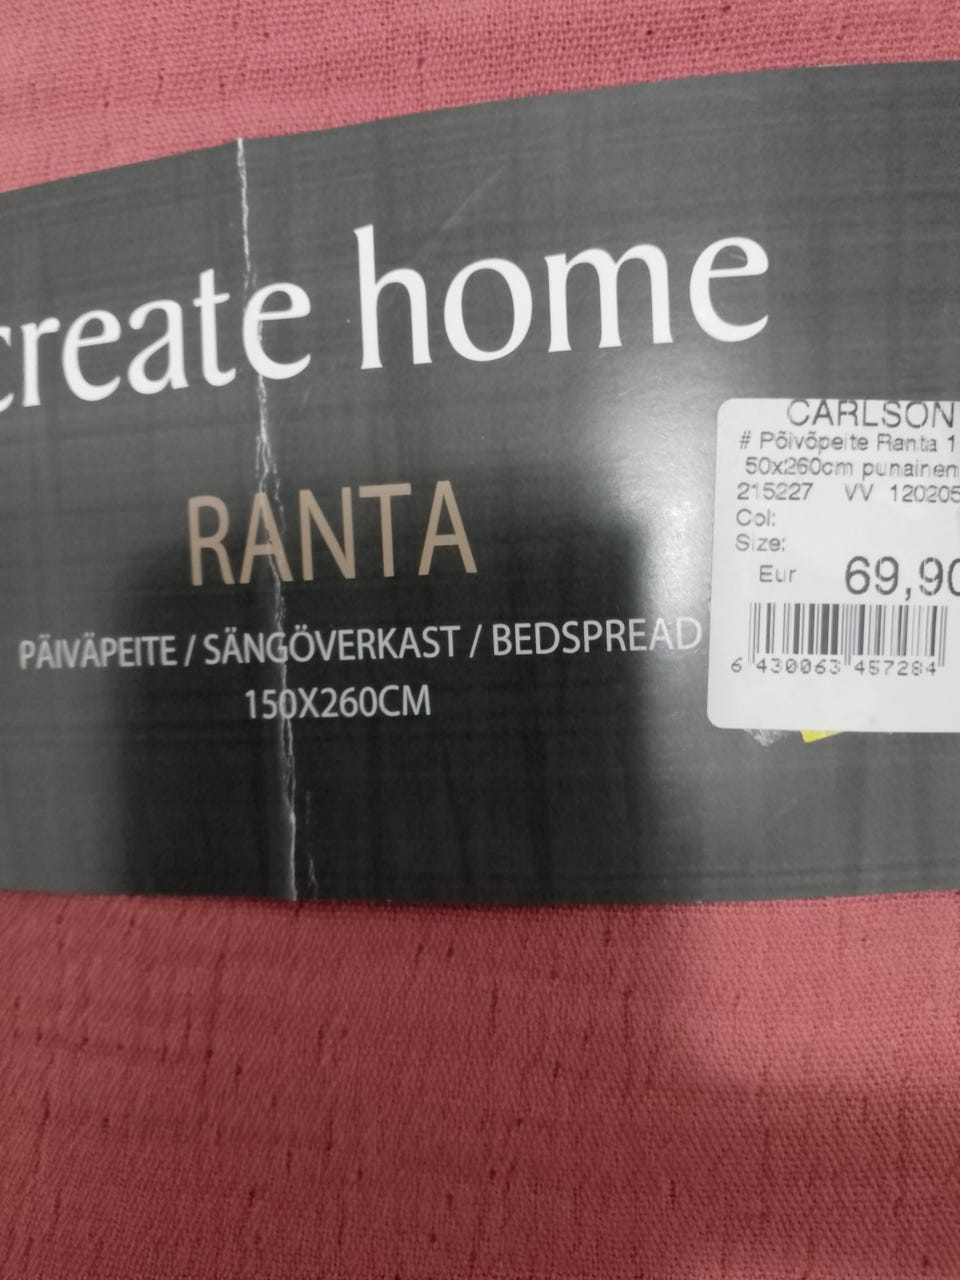 create home
RANTA
PÄIVÄPEITE / SÄNGÖVERKAST / BEDSPREAD
150X260CM
CARLSON
# Põivõpeite Ranta 1
50x260cm punainen
215227 VV 120205
Col:
Size:
Eur 69,90
6 430063 457284